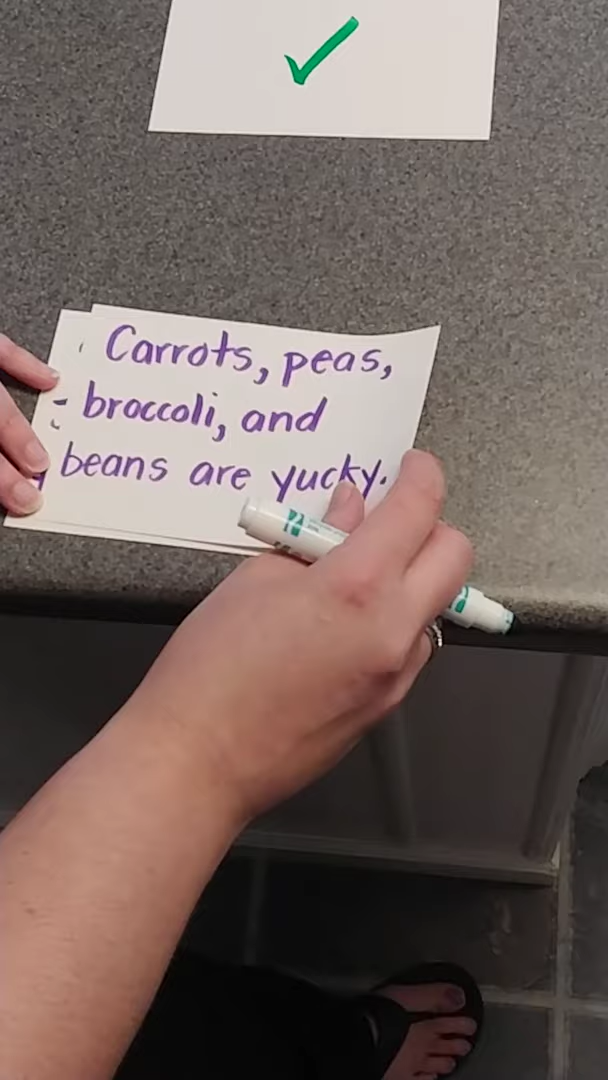 Carrots, peas,
broccoli, and
beans are yucky.